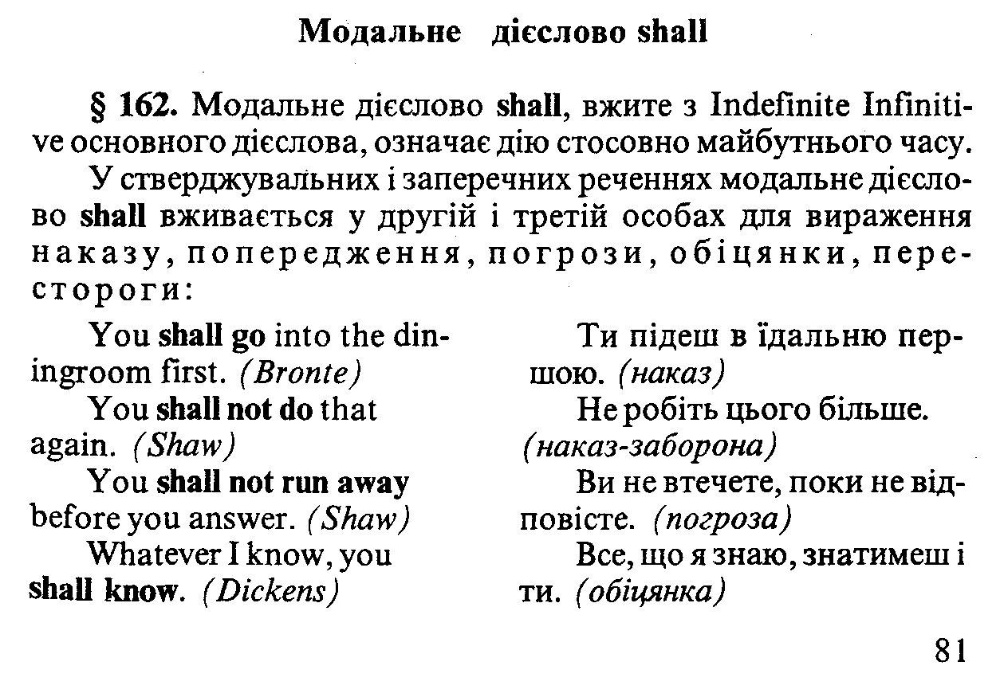 Модальне дієслово shall
§ 162. Модальне дієслово shall, вжите з Indefinite Infiniti-
ve основного дієслова, означає дію стосовно майбутнього часу.
У стверджувальних і заперечних реченнях модальне дієсло-
во shall вживається у другій і третій особах для вираження
наказу, попередження, погрози, обіцянки, пере-
стороги:
You shall go into the din-
ingroom first. (Bronte)
You shall not do that
again. (Shaw)
You shall not run away
before you answer. (Shaw)
Whatever I know, you
shall know. (Dickens)
Ти підеш в їдальню пер-
шою. (наказ)
Не робіть цього більше.
(наказ-заборона)
Ви не втечете, поки не від-
повісте. (погроза)
Все, що я знаю, знатимеш і
ти. (обіцянка)
81